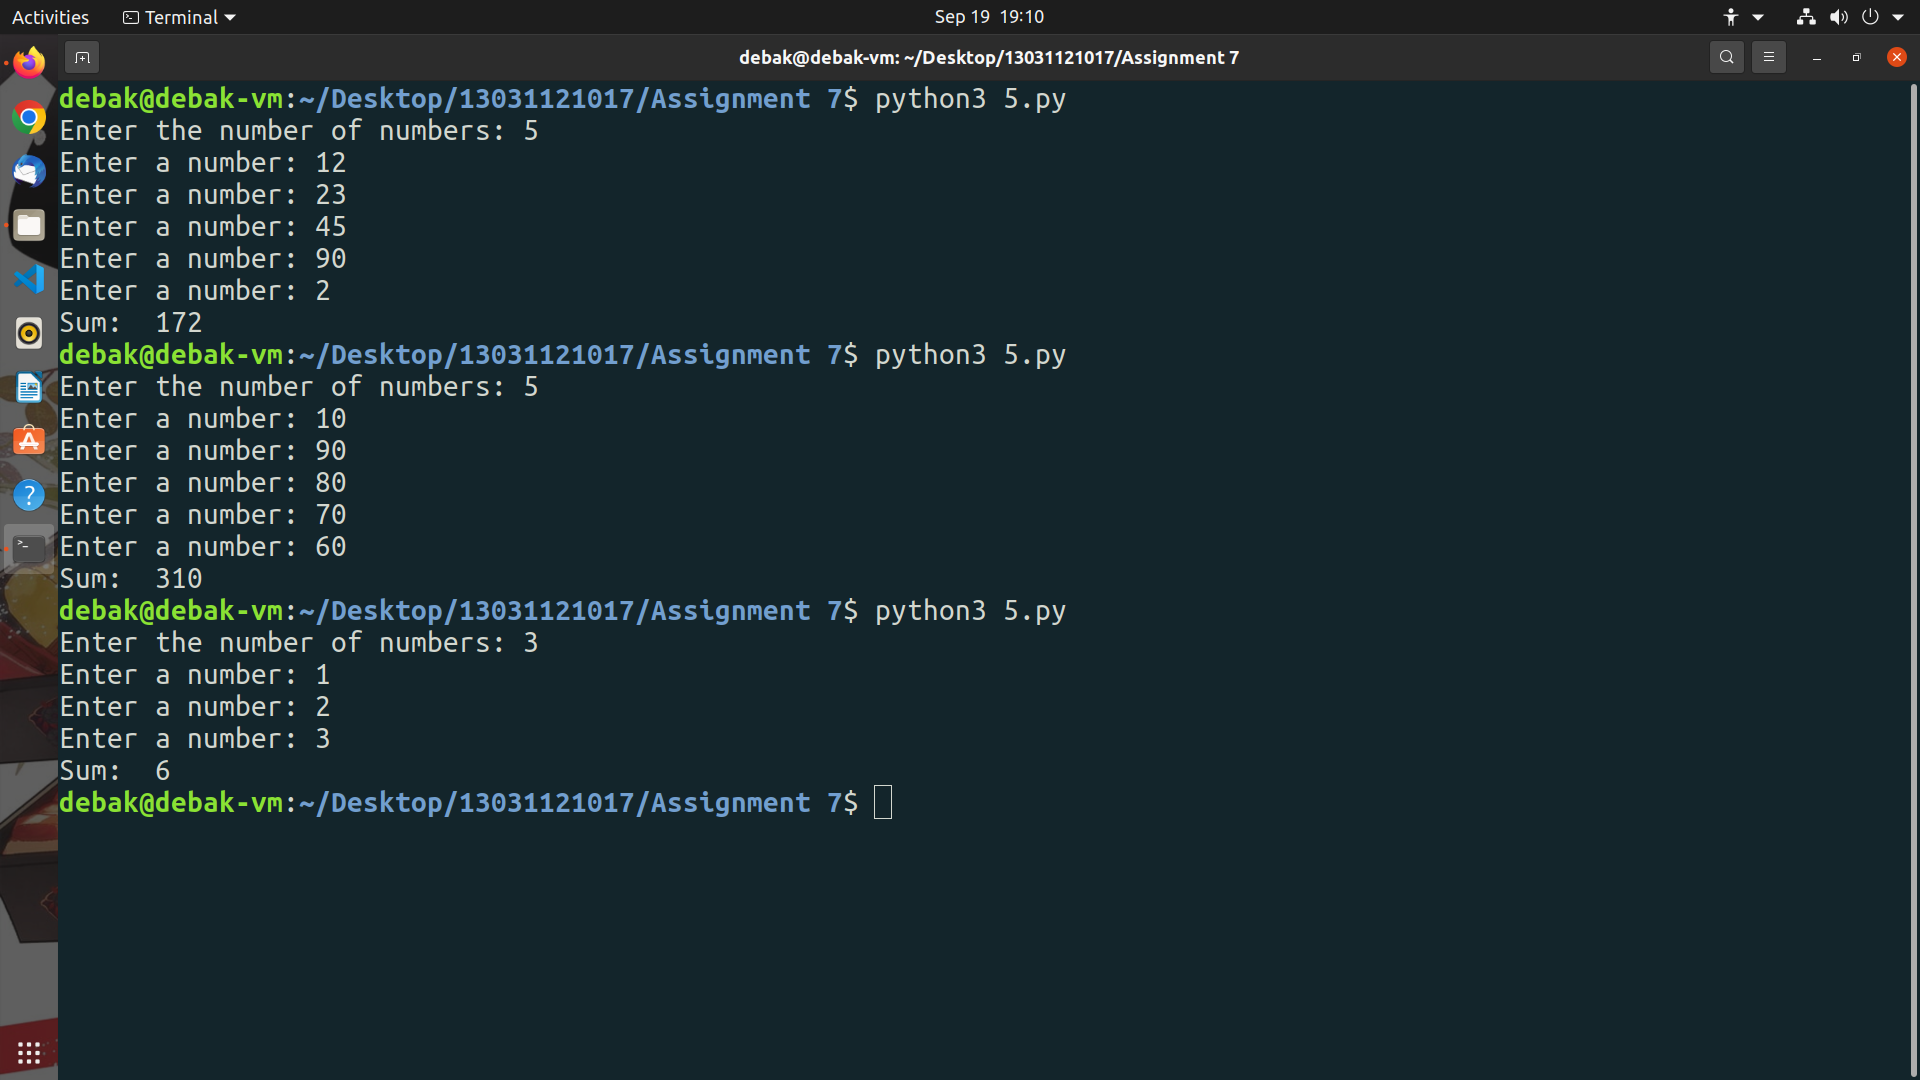 Activities Terminal Sep 19 19:10
debak@debak-vm: ~/Desktop/13031121017/Assignment 7
debak@debak-vm:~/Desktop/13031121017/Assignment 7$ python3 5.py
Enter the number of numbers: 5
Enter a number: 12
Enter a number: 23
Enter a number: 45
Enter a number: 90
Enter a number: 2
Sum:  172
debak@debak-vm:~/Desktop/13031121017/Assignment 7$ python3 5.py
Enter the number of numbers: 5
Enter a number: 10
Enter a number: 90
Enter a number: 80
Enter a number: 70
Enter a number: 60
Sum:  310
debak@debak-vm:~/Desktop/13031121017/Assignment 7$ python3 5.py
Enter the number of numbers: 3
Enter a number: 1
Enter a number: 2
Enter a number: 3
Sum:  6
debak@debak-vm:~/Desktop/13031121017/Assignment 7$